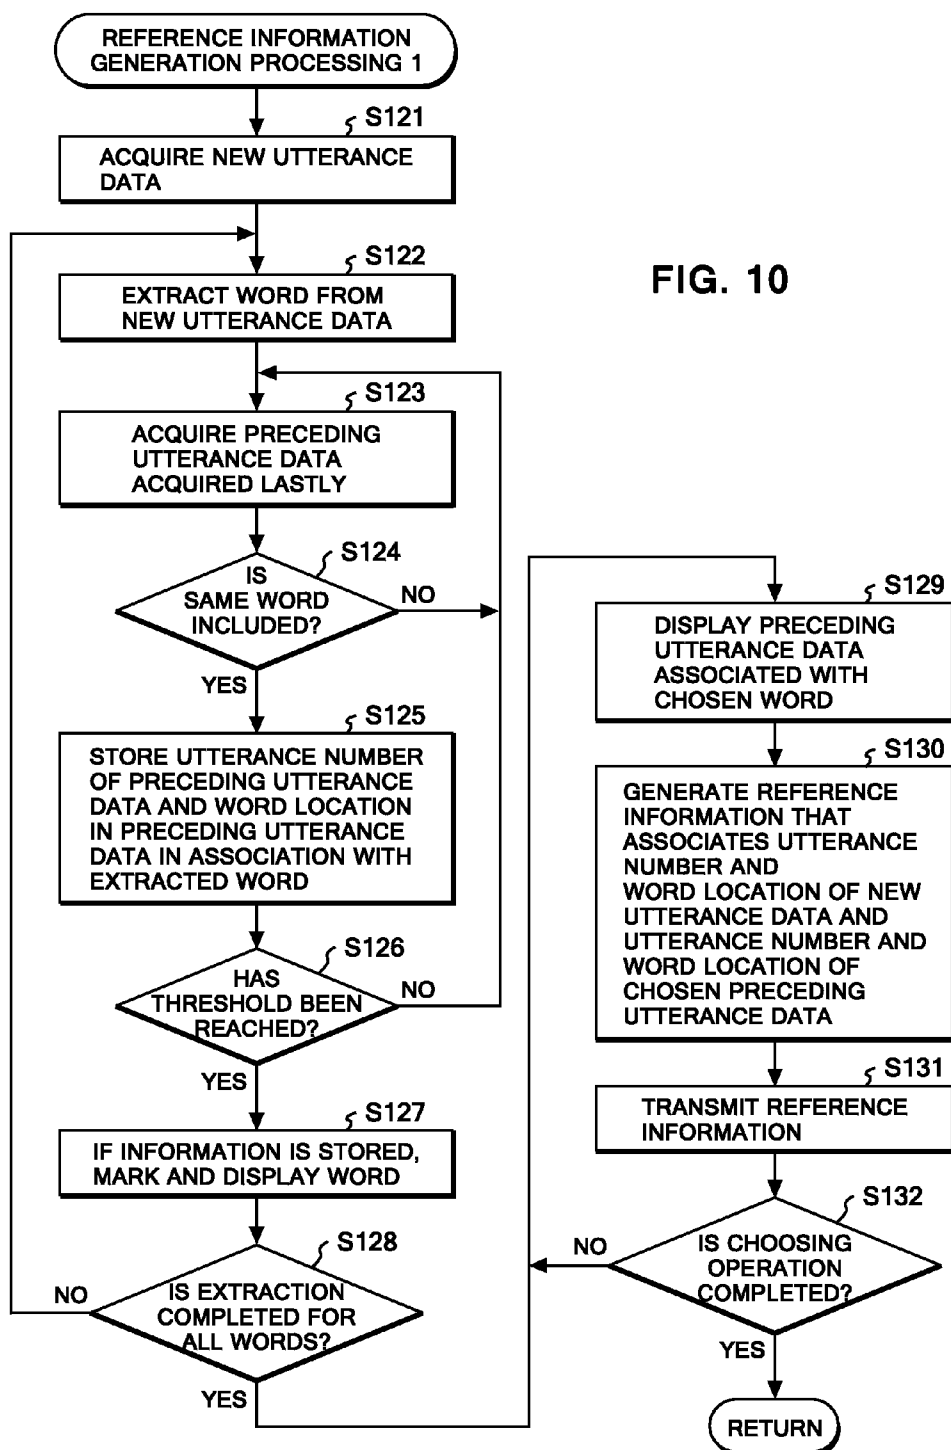 REFERENCE INFORMATION
GENERATION PROCESSING 1
S121
ACQUIRE NEW UTTERANCE
DATA
S122
EXTRACT WORD FROM
NEW UTTERANCE DATA
S123
ACQUIRE PRECEDING
UTTERANCE DATA
ACQUIRED LASTLY
S124
IS
SAME WORD
INCLUDED?
NO
YES
S125
STORE UTTERANCE NUMBER
OF PRECEDING UTTERANCE
DATA AND WORD LOCATION
IN PRECEDING UTTERANCE
DATA IN ASSOCIATION WITH
EXTRACTED WORD
S126
HAS
THRESHOLD BEEN
REACHED?
NO
YES
S127
IF INFORMATION IS STORED,
MARK AND DISPLAY WORD
S128
IS EXTRACTION
COMPLETED FOR
ALL WORDS?
NO
YES
FIG. 10
S129
DISPLAY PRECEDING
UTTERANCE DATA
ASSOCIATED WITH
CHOSEN WORD
S130
GENERATE REFERENCE
INFORMATION THAT
ASSOCIATES UTTERANCE
NUMBER AND
WORD LOCATION OF NEW
UTTERANCE DATA AND
UTTERANCE NUMBER AND
WORD LOCATION OF
CHOSEN PRECEDING
UTTERANCE DATA
S131
TRANSMIT REFERENCE
INFORMATION
S132
IS CHOOSING
OPERATION
COMPLETED?
NO
YES
RETURN